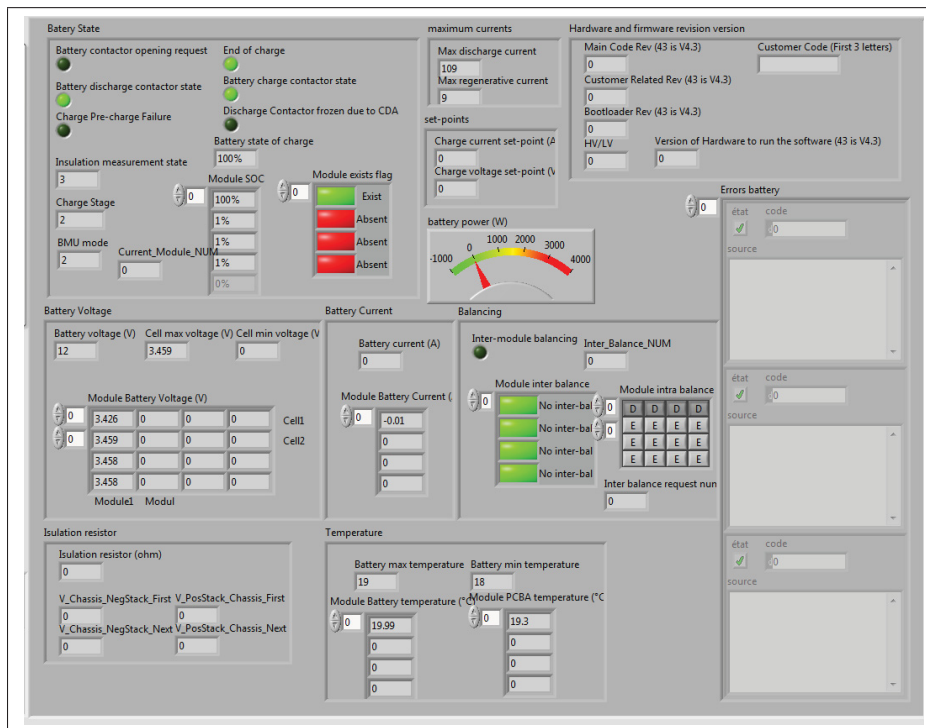 Batery State
Battery contactor opening request
End of charge
Battery discharge contactor state
Battery charge contactor state
Charge Pre-charge Failure
Discharge Contactor frozen due to CDA
Battery state of charge
100%
Insulation measurement state
3
Charge Stage
2
BMU mode
2
Current_Module_NUM
0
Module SOC
0
100%
1%
1%
1%
0%
Module exists flag
0
Exist
Absent
Absent
Absent
maximum currents
Max discharge current
109
Max regenerative current
9
set-points
Charge current set-point (A
0
Charge voltage set-point (V
0
battery power (W)
-1000 0 1000 2000 3000 4000
Hardware and firmware revision version
Main Code Rev (43 is V4.3)
0
Customer Code (First 3 letters)
Customer Related Rev (43 is V4.3)
0
Bootloader Rev (43 is V4.3)
0
HV/LV
0
Version of Hardware to run the software (43 is V4.3)
0
Errors battery
0
état code
0
source
état code
0
source
état code
0
source
Battery Voltage
Battery voltage (V) Cell max voltage (V) Cell min voltage (V
12 3.459 0
Module Battery Voltage (V)
0
0
3.426 0 0 0 Cell1
3.459 0 0 0 Cell2
3.458 0 0 0
3.458 0 0 0
Module1 Modul
Battery Current
Battery current (A)
0
Module Battery Current (
0
-0.01
0
0
0
Balancing
Inter-module balancing
Inter_Balance_NUM
0
Module inter balance
0
No inter-bal
No inter-bal
No inter-bal
No inter-bal
Module intra balance
0
0
D D D D
E E E E
E E E E
E E E E
Inter balance request nun
0
Isulation resistor
Isulation resistor (ohm)
0
V_Chassis_NegStack_First V_PosStack_Chassis_First
0 0
V_Chassis_NegStack_Next V_PosStack_Chassis_Next
0 0
Temperature
Battery max temperature Battery min temperature
19 18
Module Battery temperature (°C)
0
19.99
0
0
0
Module PCBA temperature (°C
0
19.3
0
0
0